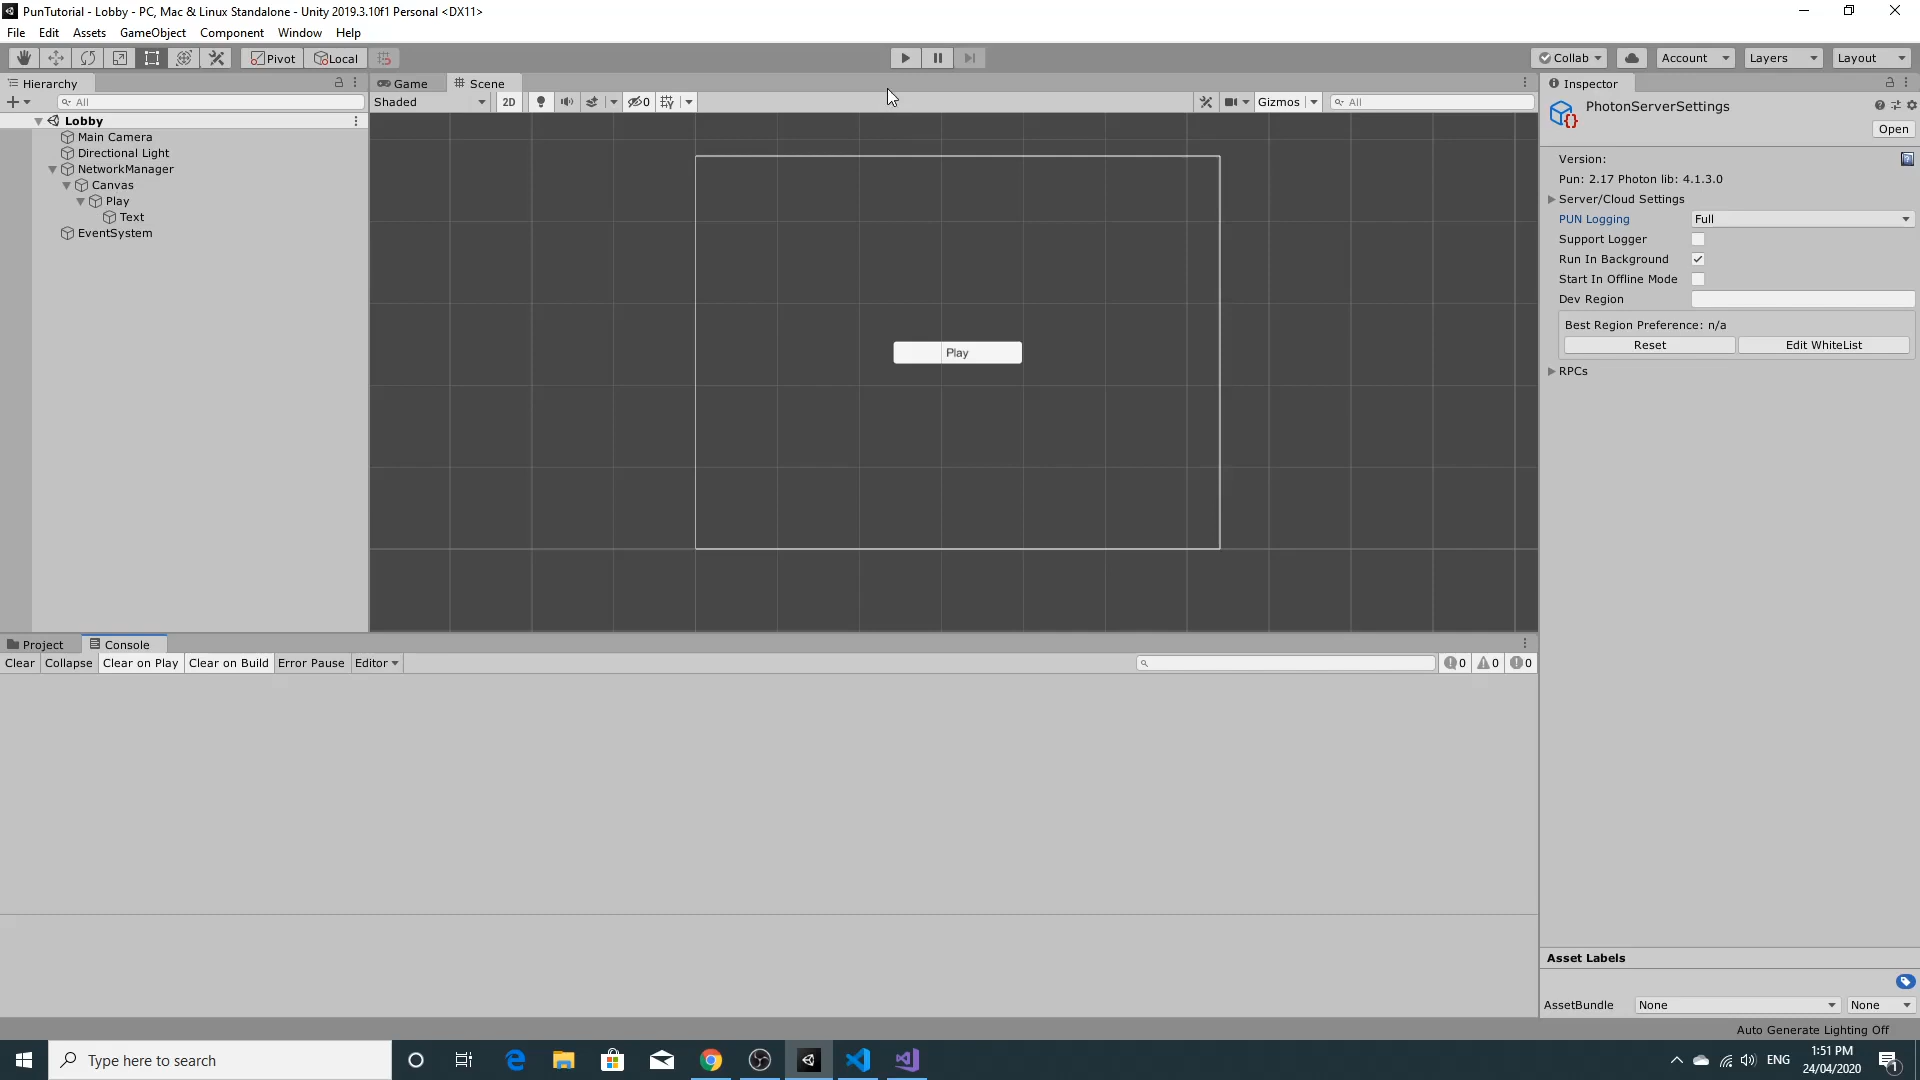 PunTutorial - Lobby - PC, Mac & Linux Standalone - Unity 2019.3.10f1 Personal <DX11>
File Edit Assets GameObject Component Window Help
Pivot Local Collab Account Layers Layout
Hierarchy
All
Lobby
Main Camera
Directional Light
NetworkManager
Canvas
Play
Text
EventSystem
Game Scene
Shaded 2D 0 Gizmos All
Play
Inspector
PhotonServerSettings
Open
Version:
Pun: 2.17 Photon lib: 4.1.3.0
Server/Cloud Settings
PUN Logging Full
Support Logger
Run In Background
Start In Offline Mode
Dev Region
Best Region Preference: n/a
Reset Edit WhiteList
RPCs
Project Console
Clear Collapse Clear on Play Clear on Build Error Pause Editor 0 0 0
Asset Labels
AssetBundle None None
Auto Generate Lighting Off
Type here to search
ENG
1:51 PM
24/04/2020
1